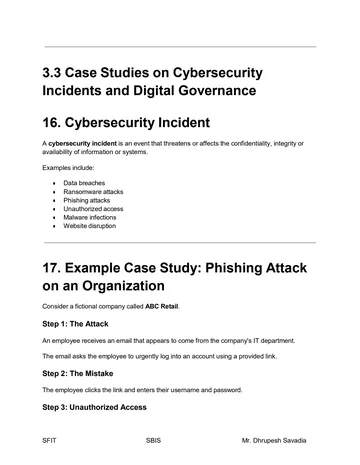 3.3 Case Studies on Cybersecurity
Incidents and Digital Governance
16. Cybersecurity Incident
A cybersecurity incident is an event that threatens or affects the confidentiality, integrity or
availability of information or systems.
Examples include:
• Data breaches
• Ransomware attacks
• Phishing attacks
• Unauthorized access
• Malware infections
• Website disruption
17. Example Case Study: Phishing Attack
on an Organization
Consider a fictional company called ABC Retail.
Step 1: The Attack
An employee receives an email that appears to come from the company's IT department.
The email asks the employee to urgently log into an account using a provided link.
Step 2: The Mistake
The employee clicks the link and enters their username and password.
Step 3: Unauthorized Access
SFIT SBIS Mr. Dhrupesh Savadia